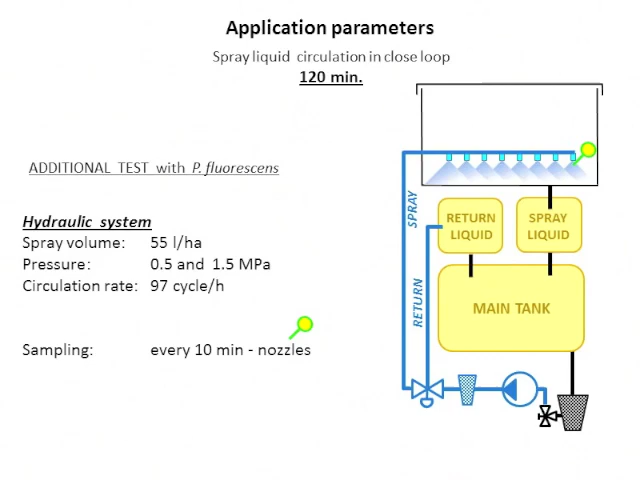 Application parameters
Spray liquid circulation in close loop
120 min.
ADDITIONAL TEST with P. fluorescens
Hydraulic system
Spray volume: 55 l/ha
Pressure: 0.5 and 1.5 MPa
Circulation rate: 97 cycle/h
Sampling: every 10 min - nozzles
SPRAY
RETURN
LIQUID
SPRAY
LIQUID
RETURN
MAIN TANK